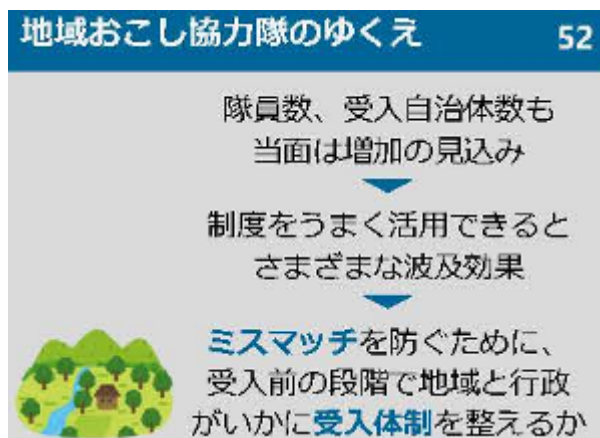 地域おこし協力隊のゆくえ 52
隊員数、受入自治体数も
当面は増加の見込み
制度をうまく活用できると
さまざまな波及効果
ミスマッチを防ぐために、
受入前の段階で地域と行政
がいかに受入体制を整えるか